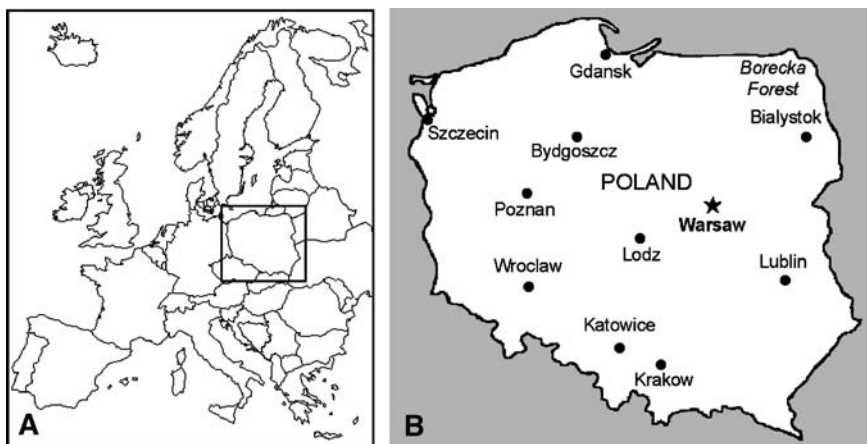 A
B
Gdansk
Borecka
Forest
Bialystok
Szczecin
Bydgoszcz
POLAND
Poznan
Warsaw
Lodz
Lublin
Wroclaw
Katowice
Krakow